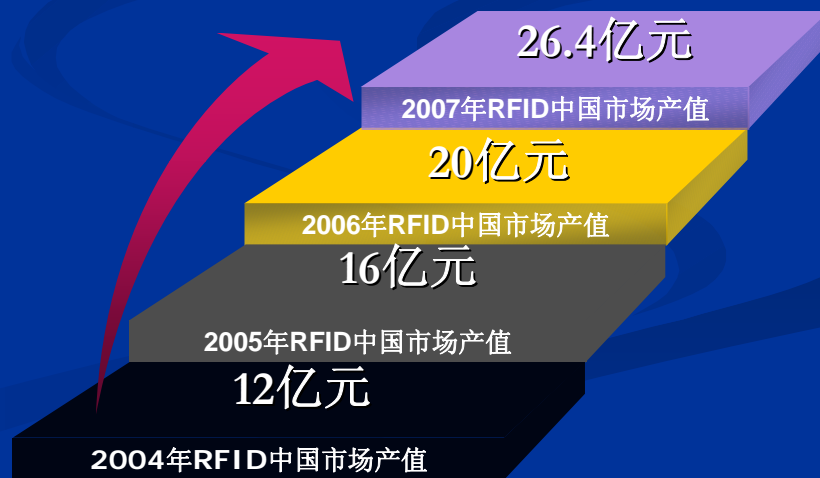 26.4亿元
2007年RFID中国市场产值
20亿元
2006年RFID中国市场产值
16亿元
2005年RFID中国市场产值
12亿元
2004年RFID中国市场产值